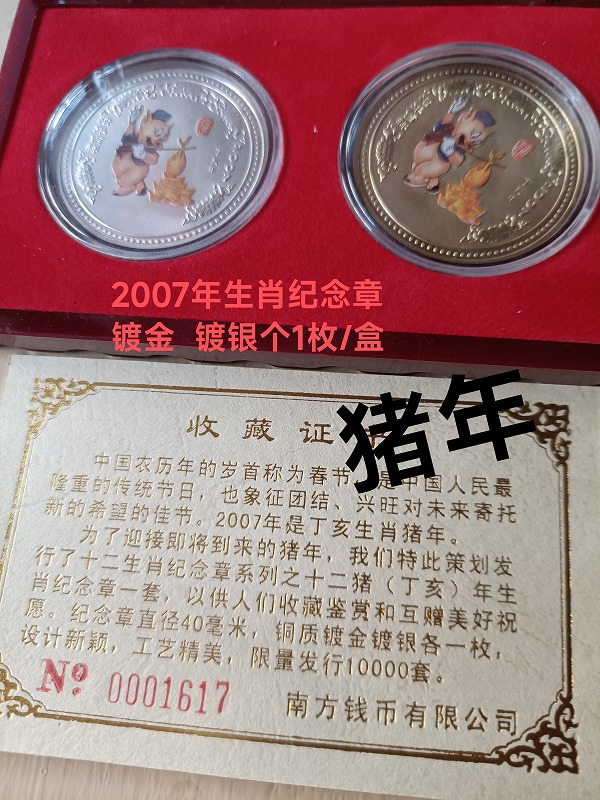 2007年生肖纪念章
镀金 镀银个1枚/盒
猪年
收藏证
中国农历年的岁首称为春节 是中国人民最
隆重的传统节日，也象征团结、兴旺对未来寄托
新的希望的佳节。2007年是丁亥生肖猪年。
为了迎接即将到来的猪年，我们特此策划发
行了十二生肖纪念章系列之十二猪（丁亥）年生
肖纪念章一套，以供人们收藏鉴赏和互赠美好祝
愿。纪念章直径40毫米，铜质镀金镀银各一枚，
设计新颖，工艺精美，限量发行10000套。
Nº 0001617
南方钱币有限公司